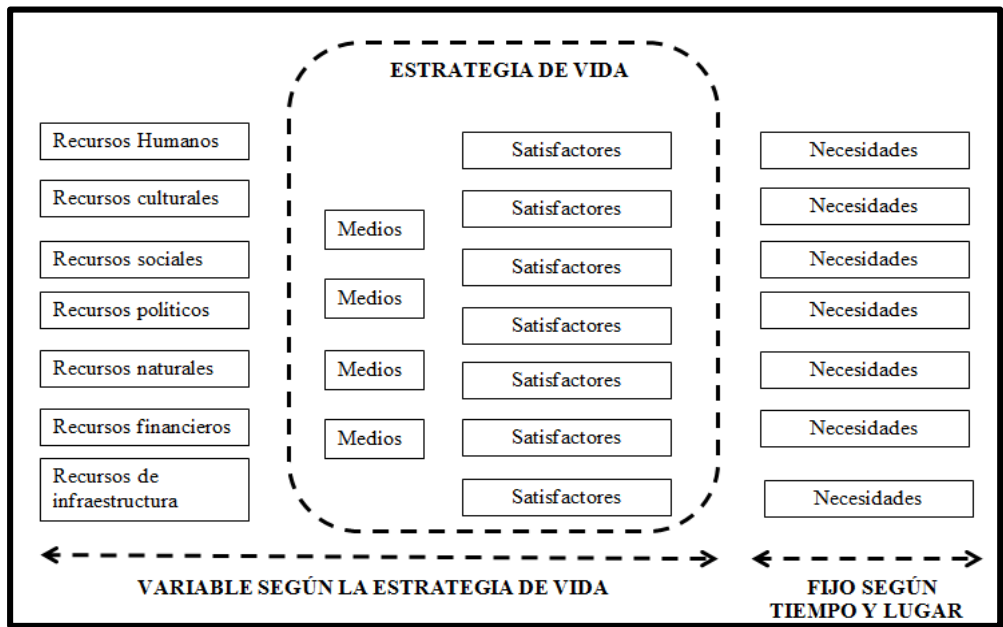 ESTRATEGIA DE VIDA
Recursos Humanos
Recursos culturales
Recursos sociales
Recursos políticos
Recursos naturales
Recursos financieros
Recursos de
infraestructura
Medios
Medios
Medios
Medios
Satisfactores
Satisfactores
Satisfactores
Satisfactores
Satisfactores
Satisfactores
Satisfactores
Necesidades
Necesidades
Necesidades
Necesidades
Necesidades
Necesidades
Necesidades
VARIABLE SEGÚN LA ESTRATEGIA DE VIDA
FIJO SEGÚN
TIEMPO Y LUGAR